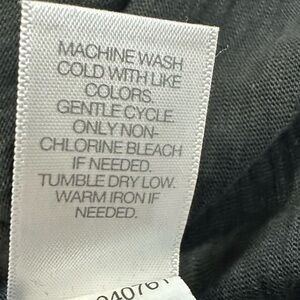 MACHINE WASH
COLD WITH LIKE
COLORS.
GENTLE CYCLE.
ONLY NON-
CHLORINE BLEACH
IF NEEDED.
TUMBLE DRY LOW.
WARM IRON IF
NEEDED.